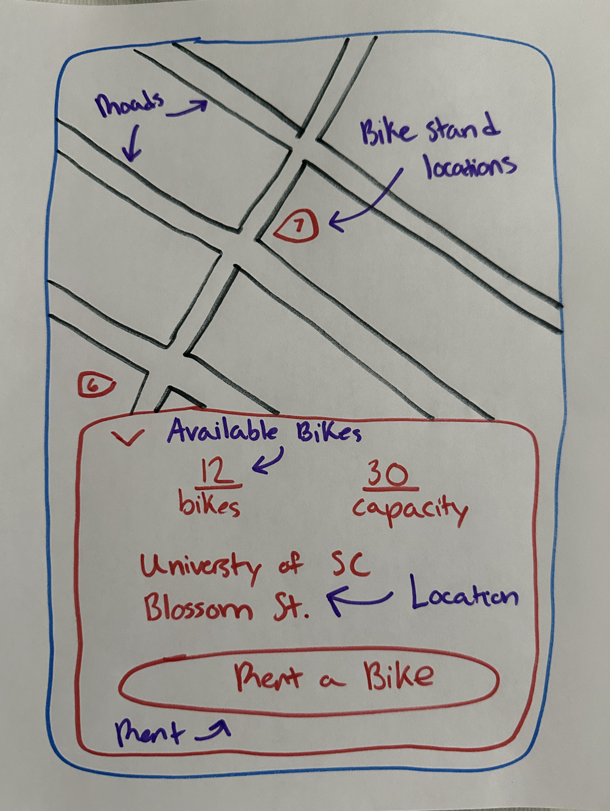 Roads
Bike stand
locations
7
6
Available Bikes
12
bikes
30
capacity
Universty of SC
Blossom St.
Location
Rent a Bike
Rent